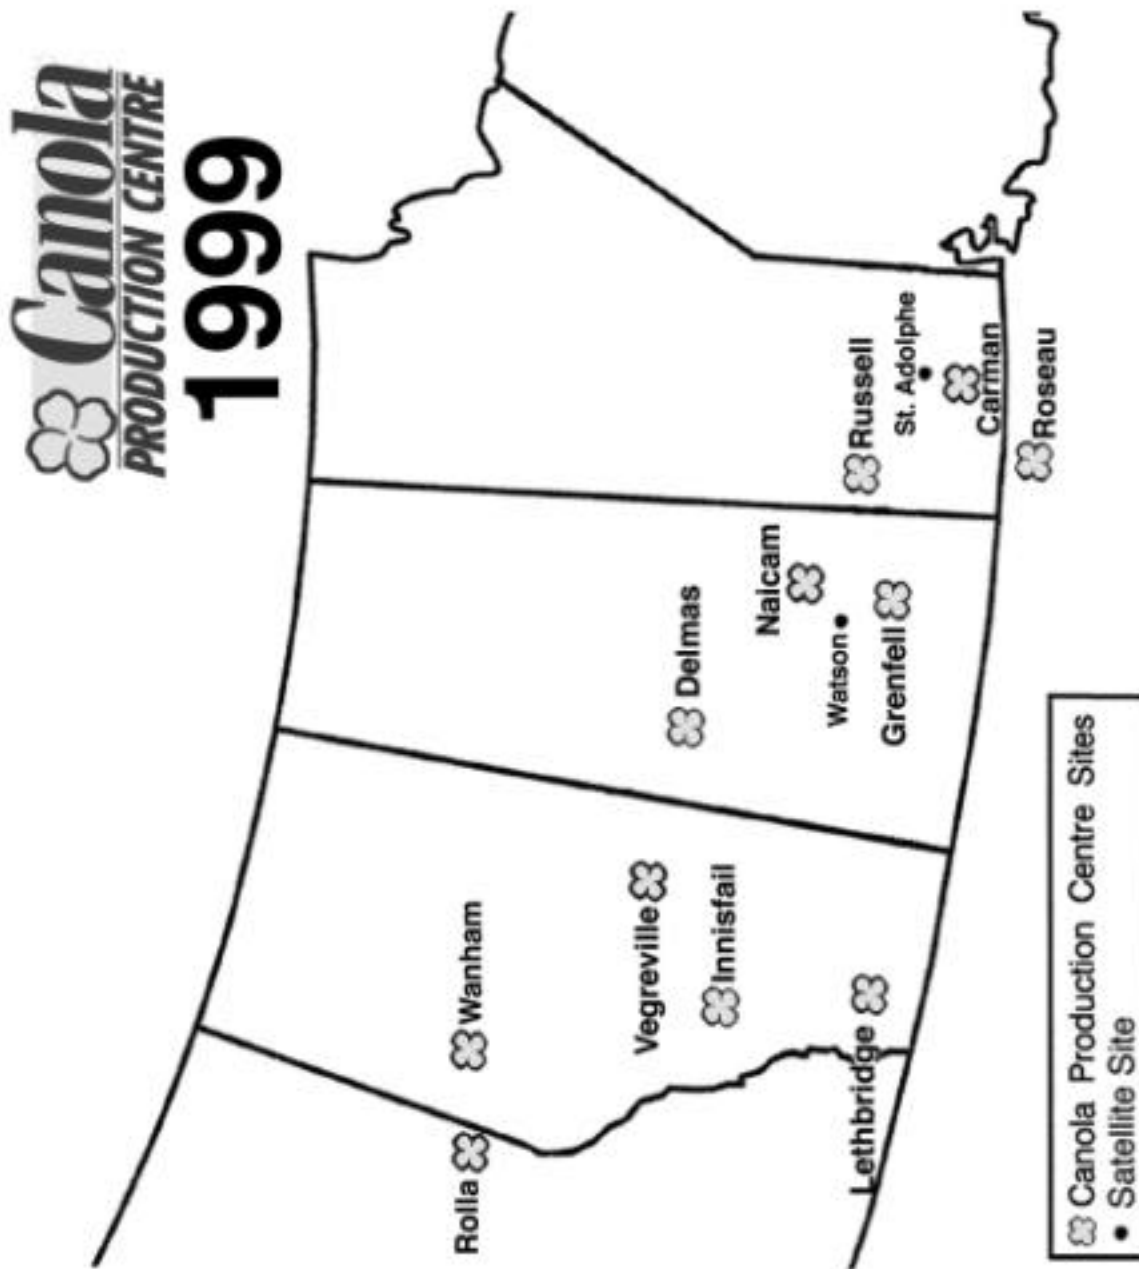 Canola
PRODUCTION CENTRE
1999
Rolla
Wanham
Vegreville
Innisfail
Lethbridge
Delmas
Naicam
Watson
Grenfell
Russell
St. Adolphe
Carman
Roseau
Canola Production Centre Sites
Satellite Site